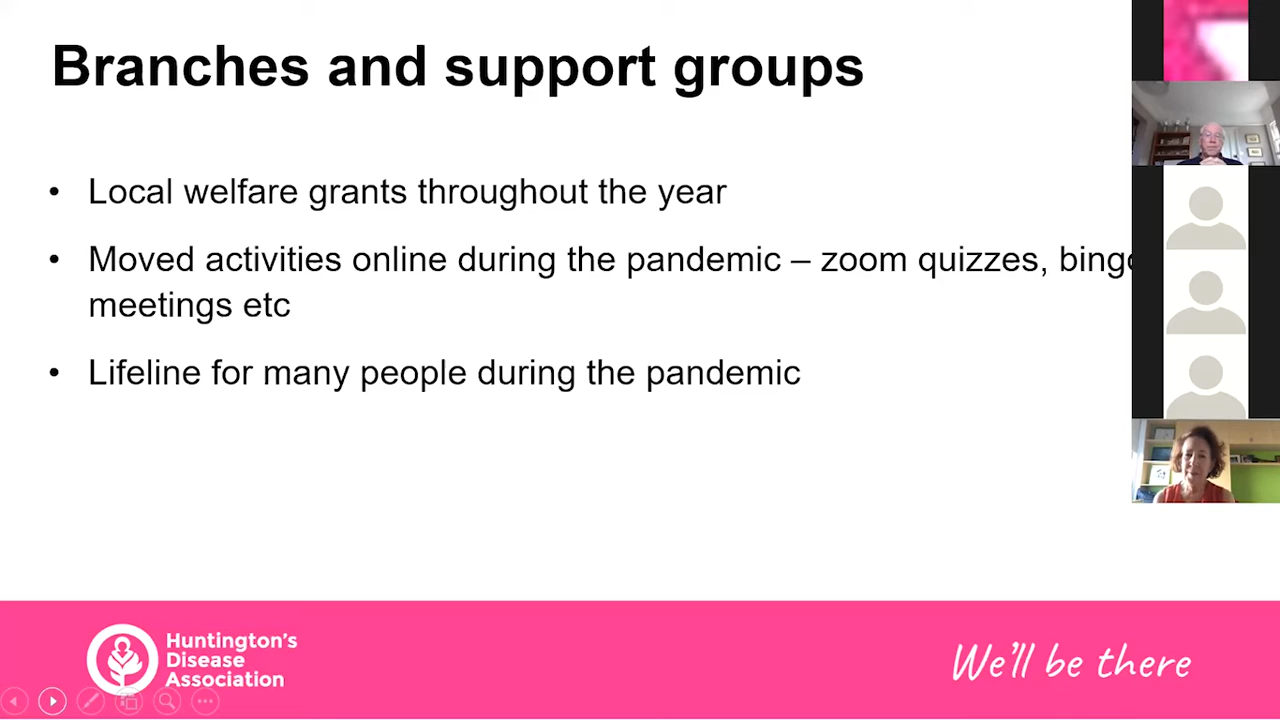 Branches and support groups
• Local welfare grants throughout the year
• Moved activities online during the pandemic – zoom quizzes, bingo
meetings etc
• Lifeline for many people during the pandemic
Huntington's
Disease
Association
We'll be there